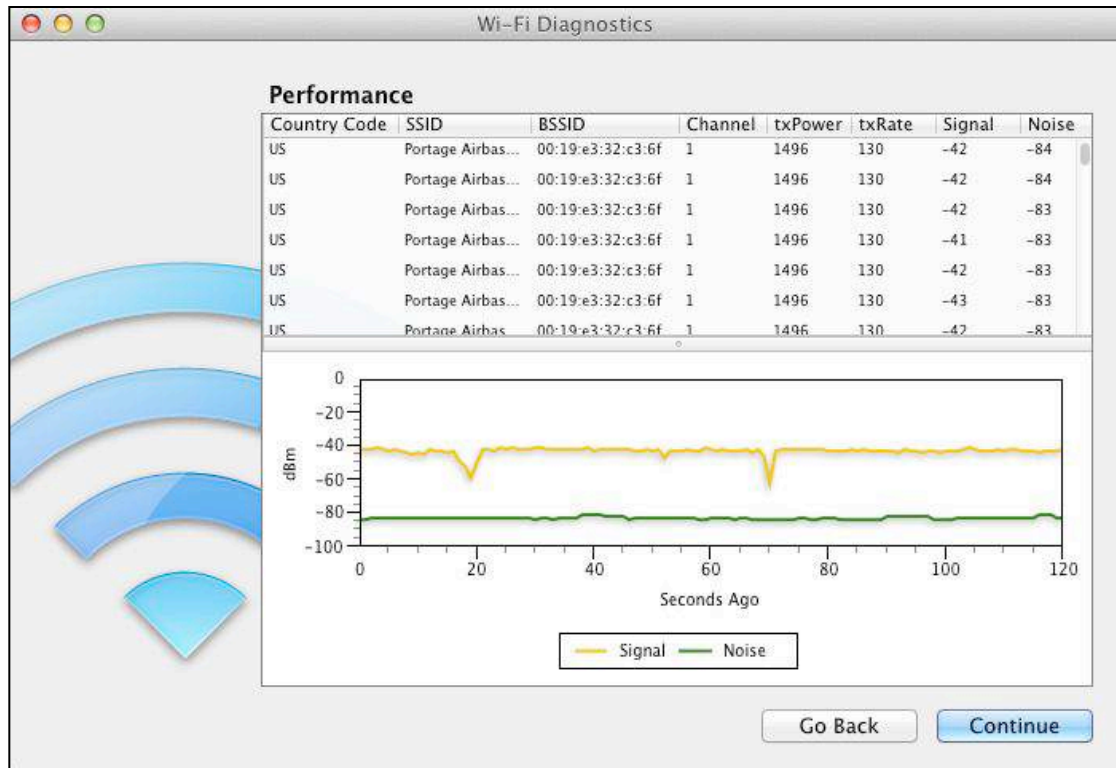 Wi-Fi Diagnostics
Performance
Country Code SSID BSSID Channel txPower txRate Signal Noise
US Portage Airbas... 00:19:e3:32:c3:6f 1 1496 130 -42 -84
US Portage Airbas... 00:19:e3:32:c3:6f 1 1496 130 -42 -84
US Portage Airbas... 00:19:e3:32:c3:6f 1 1496 130 -42 -83
US Portage Airbas... 00:19:e3:32:c3:6f 1 1496 130 -41 -83
US Portage Airbas... 00:19:e3:32:c3:6f 1 1496 130 -42 -83
US Portage Airbas... 00:19:e3:32:c3:6f 1 1496 130 -43 -83
US Portage Airbas... 00:19:e3:32:c3:6f 1 1496 130 -42 -83
0
-20
-40
-60
-80
-100
dBm
0 20 40 60 80 100 120
Seconds Ago
Signal Noise
Go Back Continue